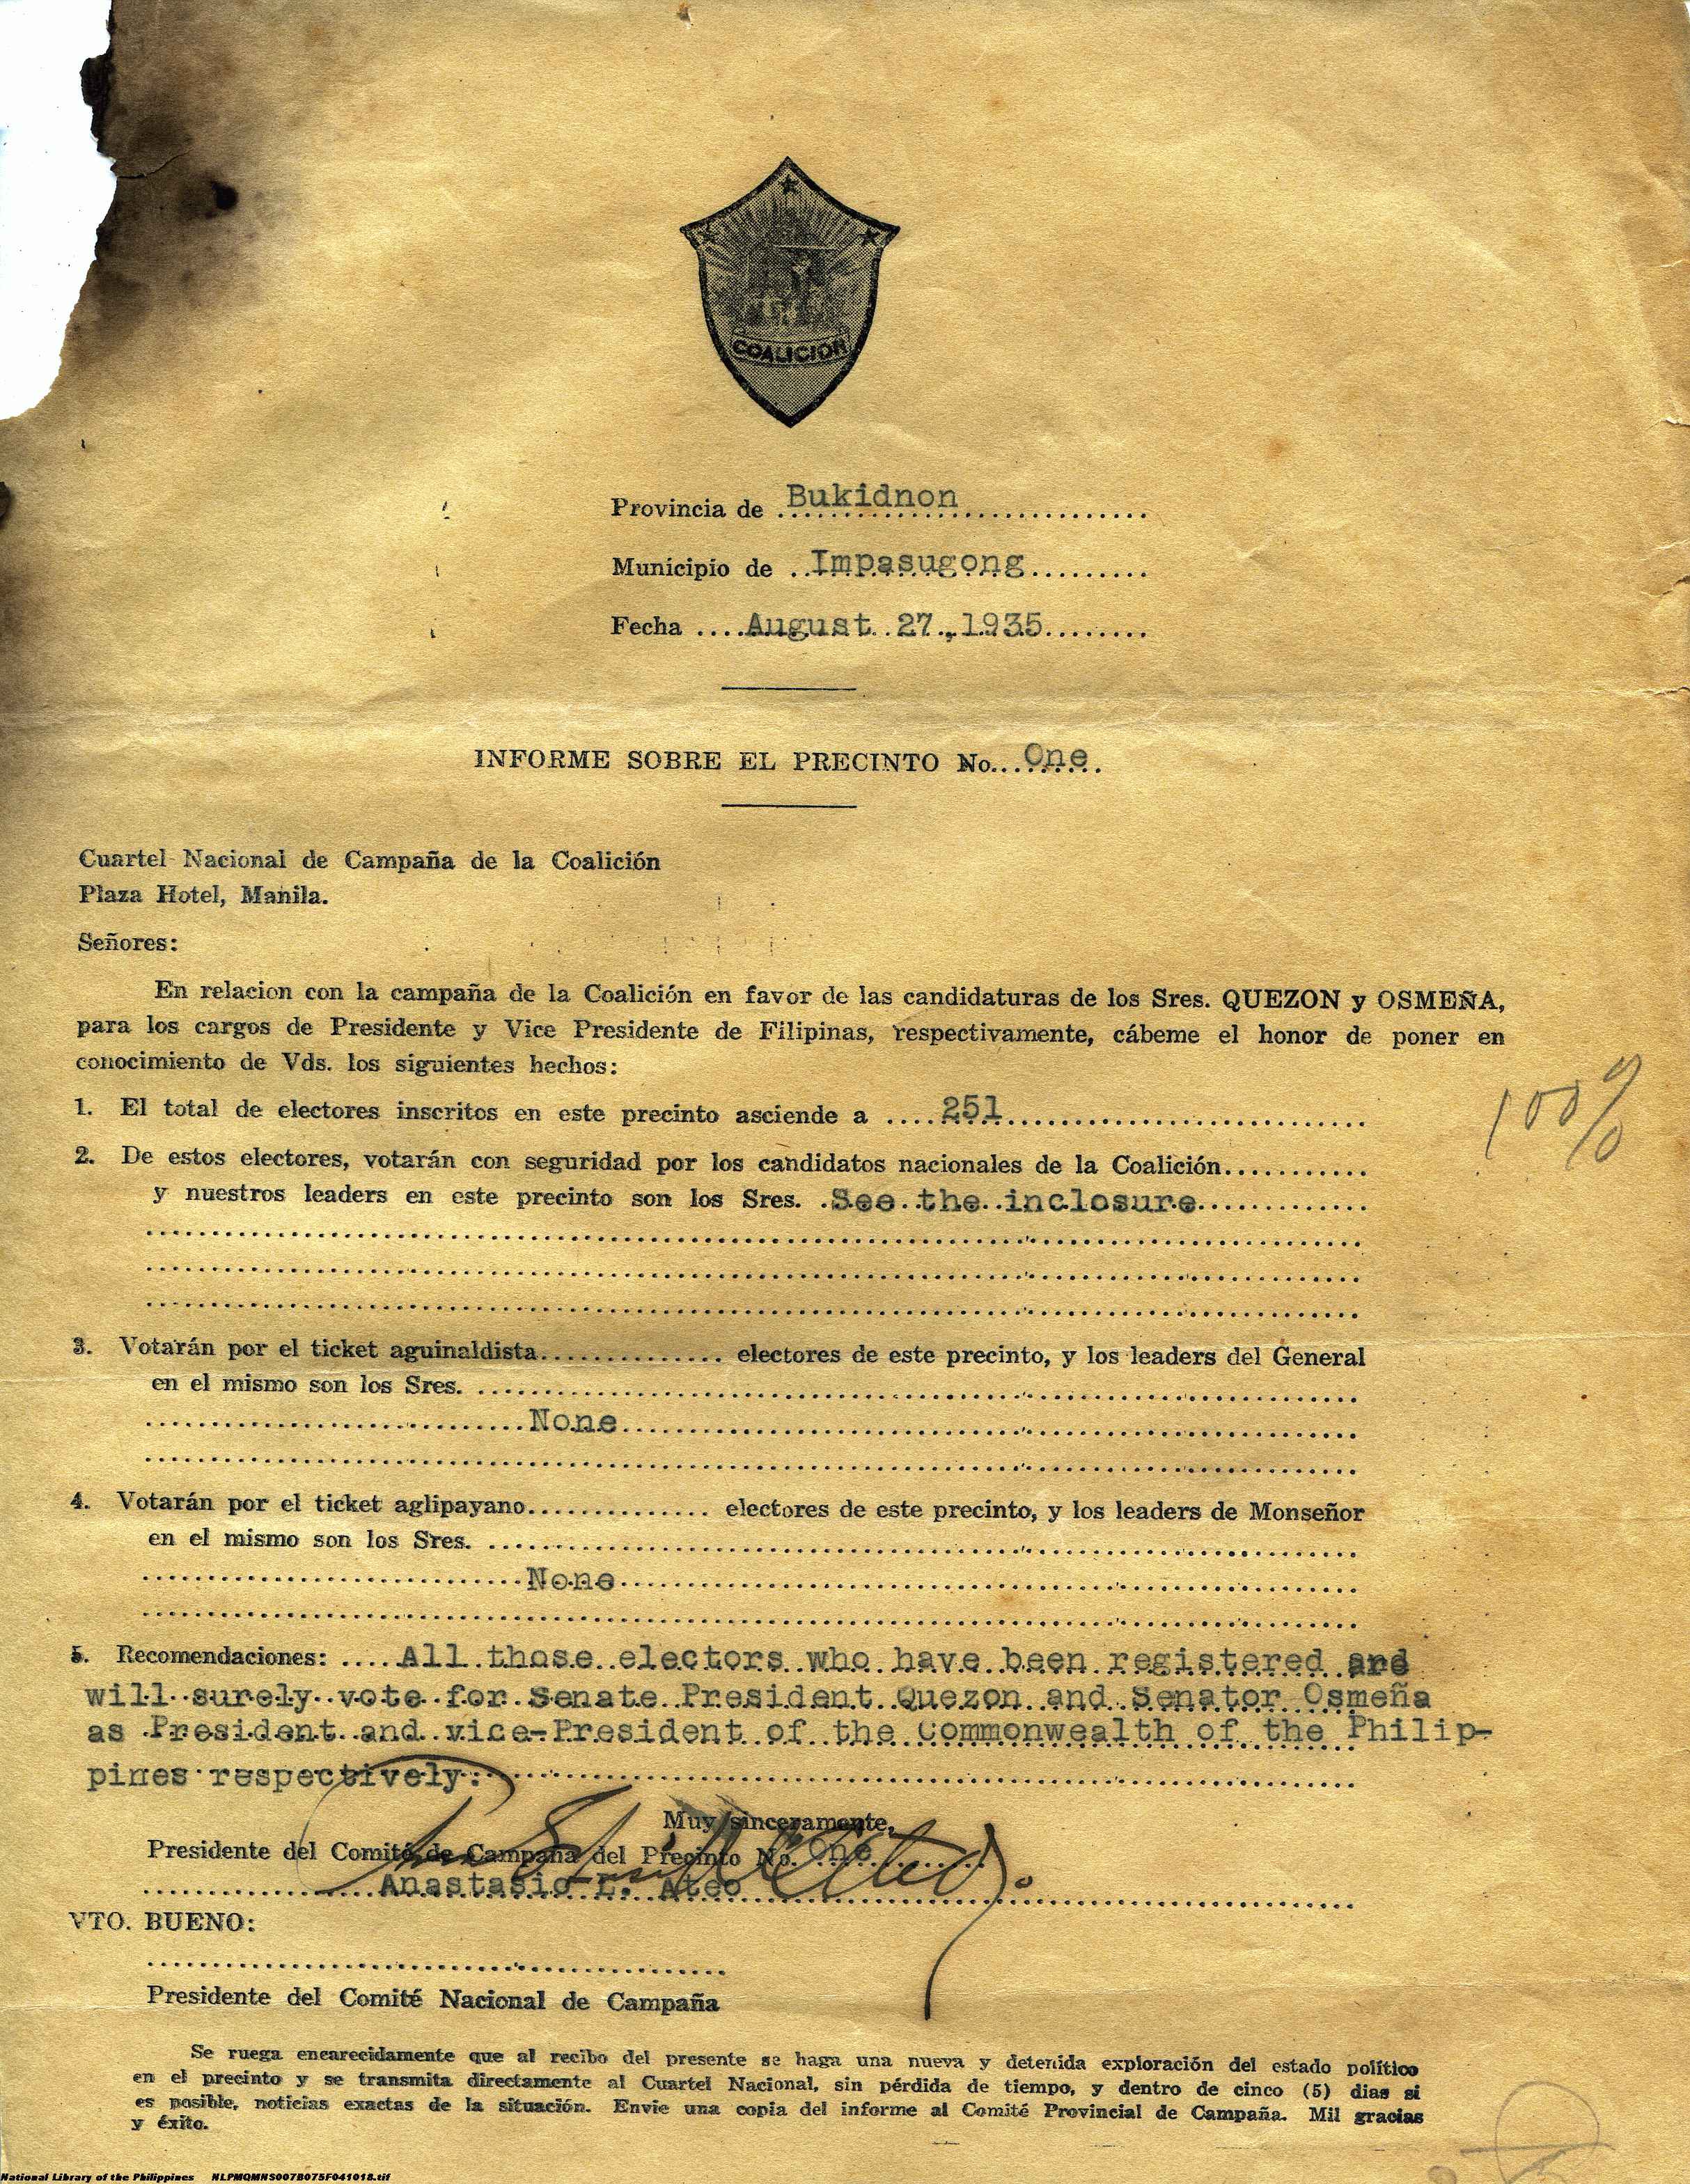 COALICION
Provincia de Bukidnon
Municipio de Impasugong
Fecha August 27, 1935
INFORME SOBRE EL PRECINTO No. One
Cuartel Nacional de Campaña de la Coalición
Plaza Hotel, Manila.
Señores:
En relacion con la campaña de la Coalición en favor de las candidaturas de los Sres. QUEZON y OSMEÑA,
para los cargos de Presidente y Vice Presidente de Filipinas, respectivamente, cábeme el honor de poner en
conocimiento de Vds. los siguientes hechos:
1. El total de electores inscritos en este precinto asciende a 251
100%
2. De estos electores, votarán con seguridad por los candidatos nacionales de la Coalición
y nuestros leaders en este precinto son los Sres. See the inclosure
3. Votarán por el ticket aguinaldista electores de este precinto, y los leaders del General
en el mismo son los Sres.
None
4. Votarán por el ticket aglipayano electores de este precinto, y los leaders de Monseñor
en el mismo son los Sres.
None
5. Recomendaciones: All those electors who have been registered and
will surely vote for Senate President Quezon and Senator Osmeña
as President and vice-President of the Commonwealth of the Philip-
pines respectively.
Muy sinceramente,
Presidente del Comité de Campaña del Precinto No. One
Anastasio L. Ateo
VTO. BUENO:
Presidente del Comité Nacional de Campaña
Se ruega encarecidamente que al recibo del presente se haga una nueva y detenida exploración del estado político
en el precinto y se transmita directamente al Cuartel Nacional, sin pérdida de tiempo, y dentro de cinco (5) dias si
es posible, noticias exactas de la situación. Envie una copia del informe al Comité Provincial de Campaña. Mil gracias
y éxito.
National Library of the Philippines NLPMQMNS007B075F041018.tif